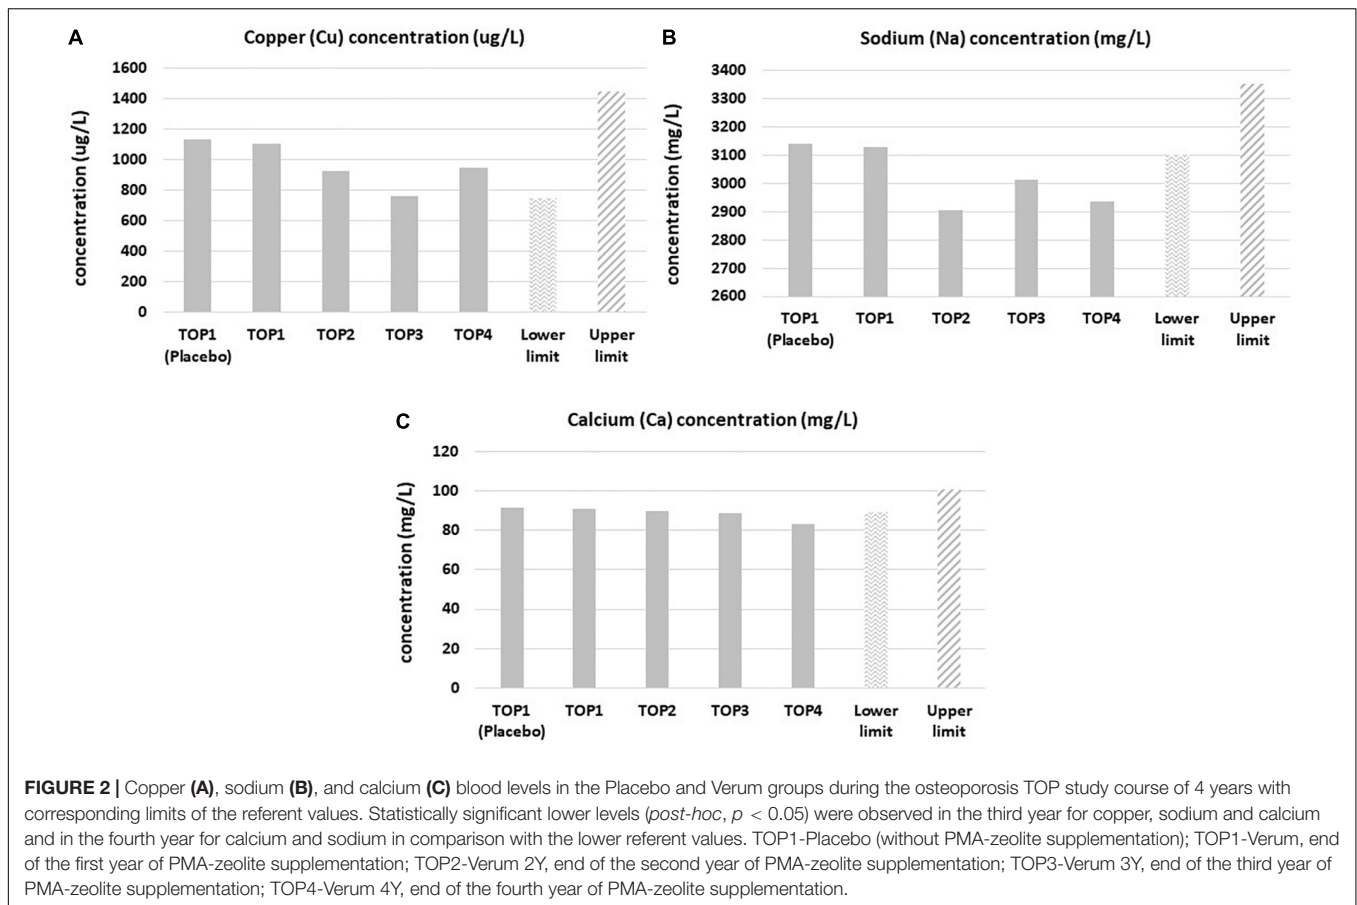 A
Copper (Cu) concentration (ug/L)
concentration (ug/L)
1600
1400
1200
1000
800
600
400
200
0
TOP1 TOP1 TOP2 TOP3 TOP4 Lower Upper
(Placebo) limit limit
B
Sodium (Na) concentration (mg/L)
concentration (mg/L)
3400
3300
3200
3100
3000
2900
2800
2700
2600
TOP1 TOP1 TOP2 TOP3 TOP4 Lower Upper
(Placebo) limit limit
C
Calcium (Ca) concentration (mg/L)
concentration (mg/L)
120
100
80
60
40
20
0
TOP1 TOP1 TOP2 TOP3 TOP4 Lower Upper
(Placebo) limit limit
FIGURE 2 | Copper (A), sodium (B), and calcium (C) blood levels in the Placebo and Verum groups during the osteoporosis TOP study course of 4 years with
corresponding limits of the referent values. Statistically significant lower levels (post-hoc, p < 0.05) were observed in the third year for copper, sodium and calcium
and in the fourth year for calcium and sodium in comparison with the lower referent values. TOP1-Placebo (without PMA-zeolite supplementation); TOP1-Verum, end
of the first year of PMA-zeolite supplementation; TOP2-Verum 2Y, end of the second year of PMA-zeolite supplementation; TOP3-Verum 3Y, end of the third year of
PMA-zeolite supplementation; TOP4-Verum 4Y, end of the fourth year of PMA-zeolite supplementation.